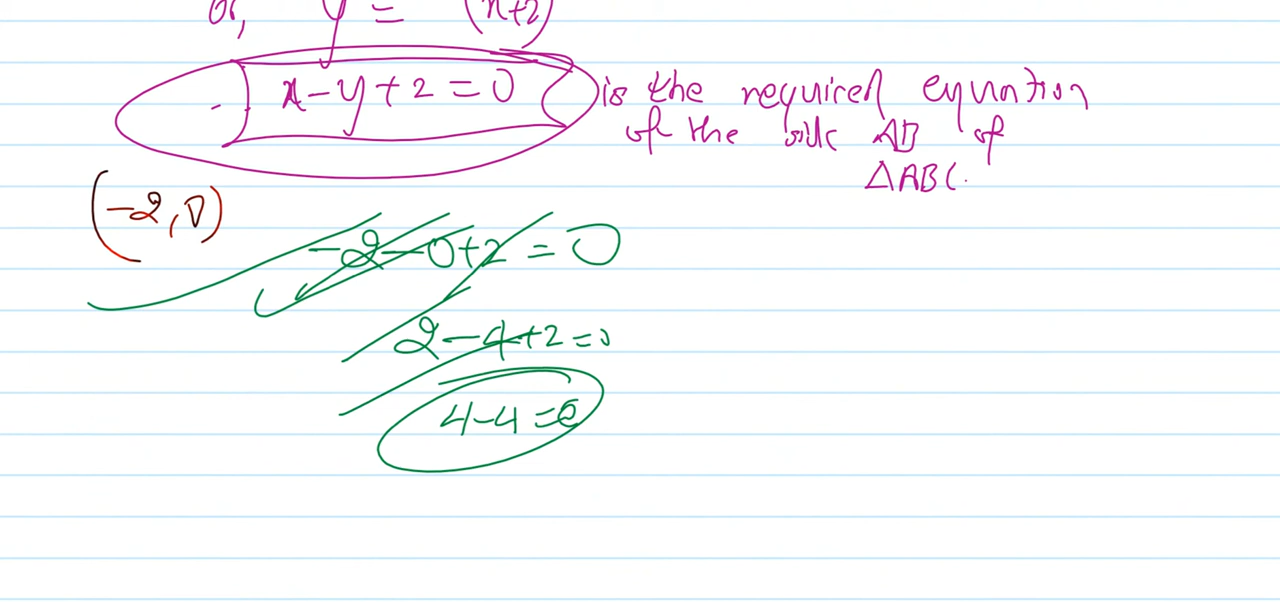 or, y = (x+2)
∴ x - y + 2 = 0 is the required equation
of the side AB of
△ABC.
(-2, 0)
-2 - 0 + 2 = 0
2 - 4 + 2 = 0
4 - 4 = 0